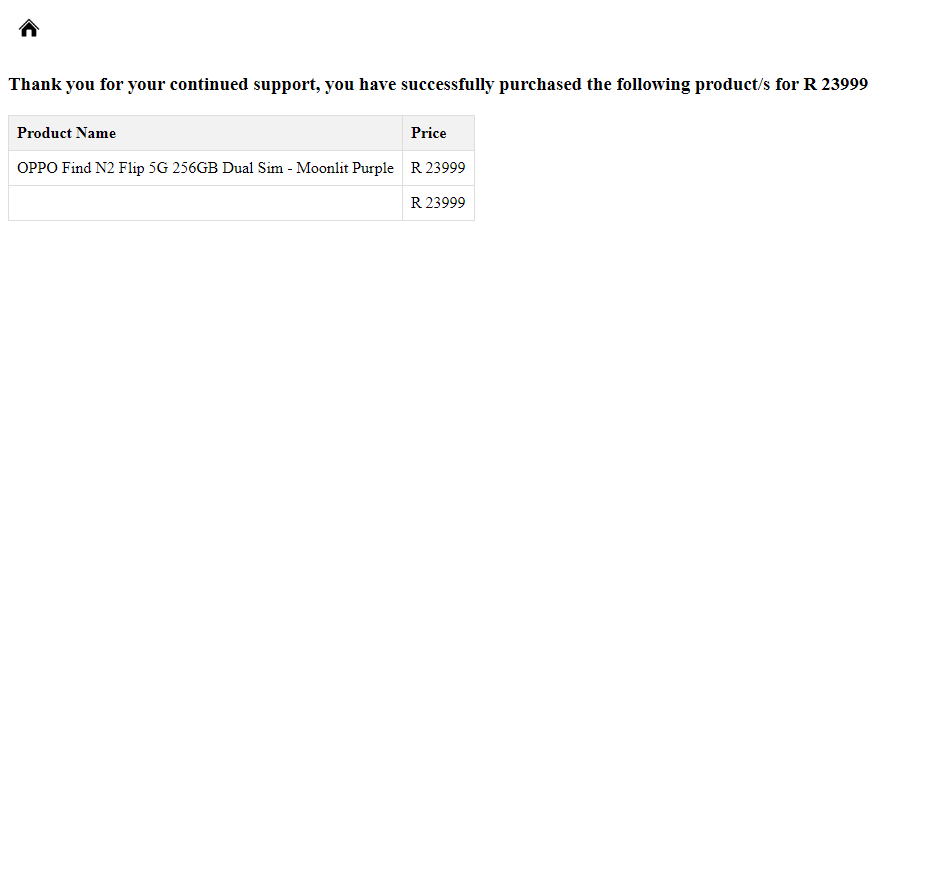 Thank you for your continued support, you have successfully purchased the following product/s for R 23999
Product Name Price
OPPO Find N2 Flip 5G 256GB Dual Sim - Moonlit Purple R 23999
R 23999